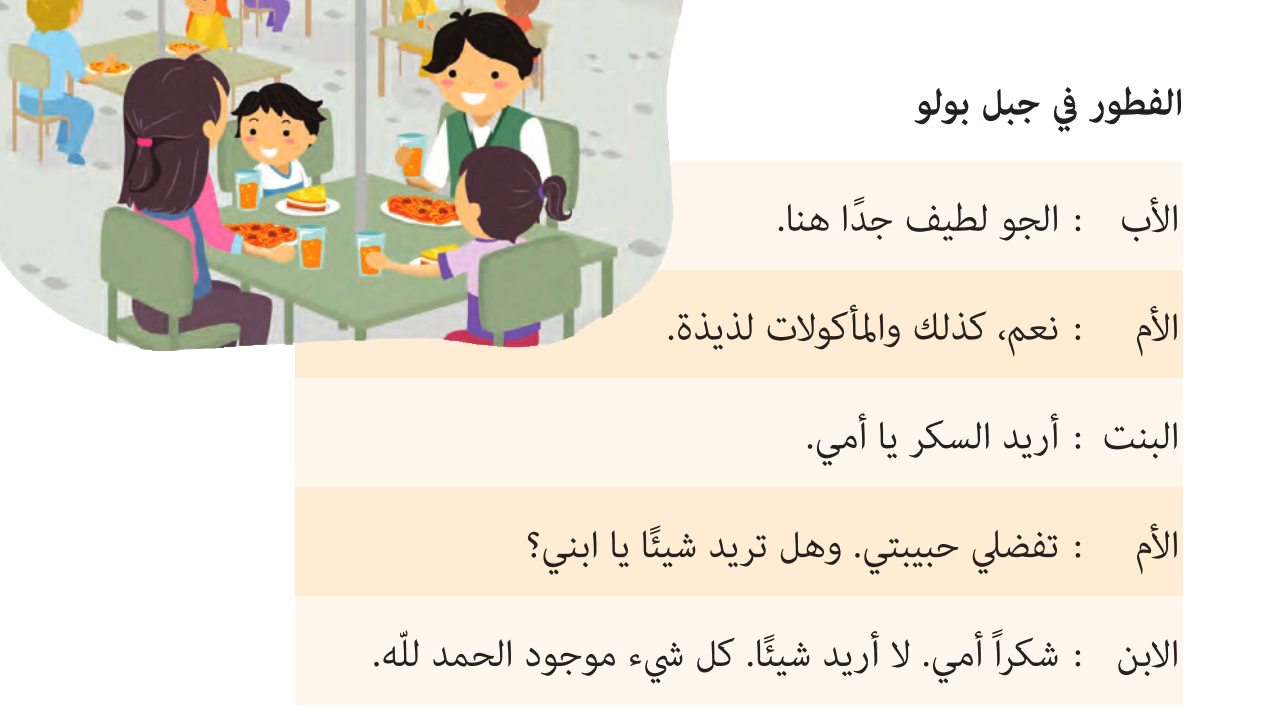 الفطور في جبل بولو
الأب : الجو لطيف جدًا هنا.
الأم : نعم، كذلك والمأكولات لذيذة.
البنت : أريد السكر يا أمي.
الأم : تفضلي حبيبتي. وهل تريد شيئًا يا ابني؟
الابن : شكراً أمي. لا أريد شيئًا. كل شيء موجود الحمد للّه.